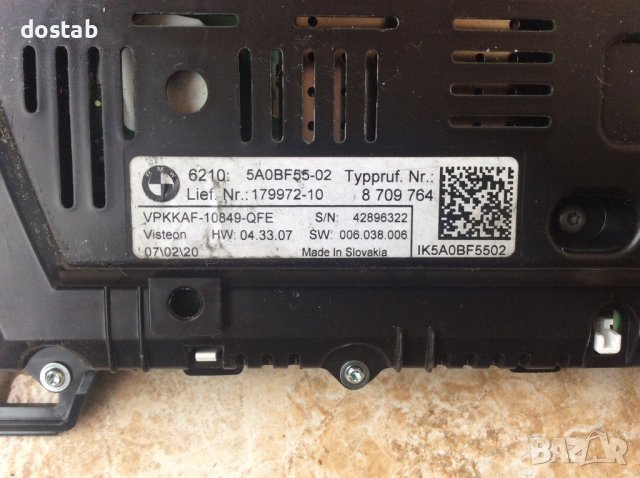 dostab
6210: 5A0BF55-02 Typpruf. Nr.:
Lief. Nr.:179972-10 8 709 764
VPKKAF-10849-QFE S/N: 42896322
Visteon HW: 04.33.07 SW: 006.038.006
07\02\20 Made In Slovakia IK5A0BF5502
BMW
BAZAR